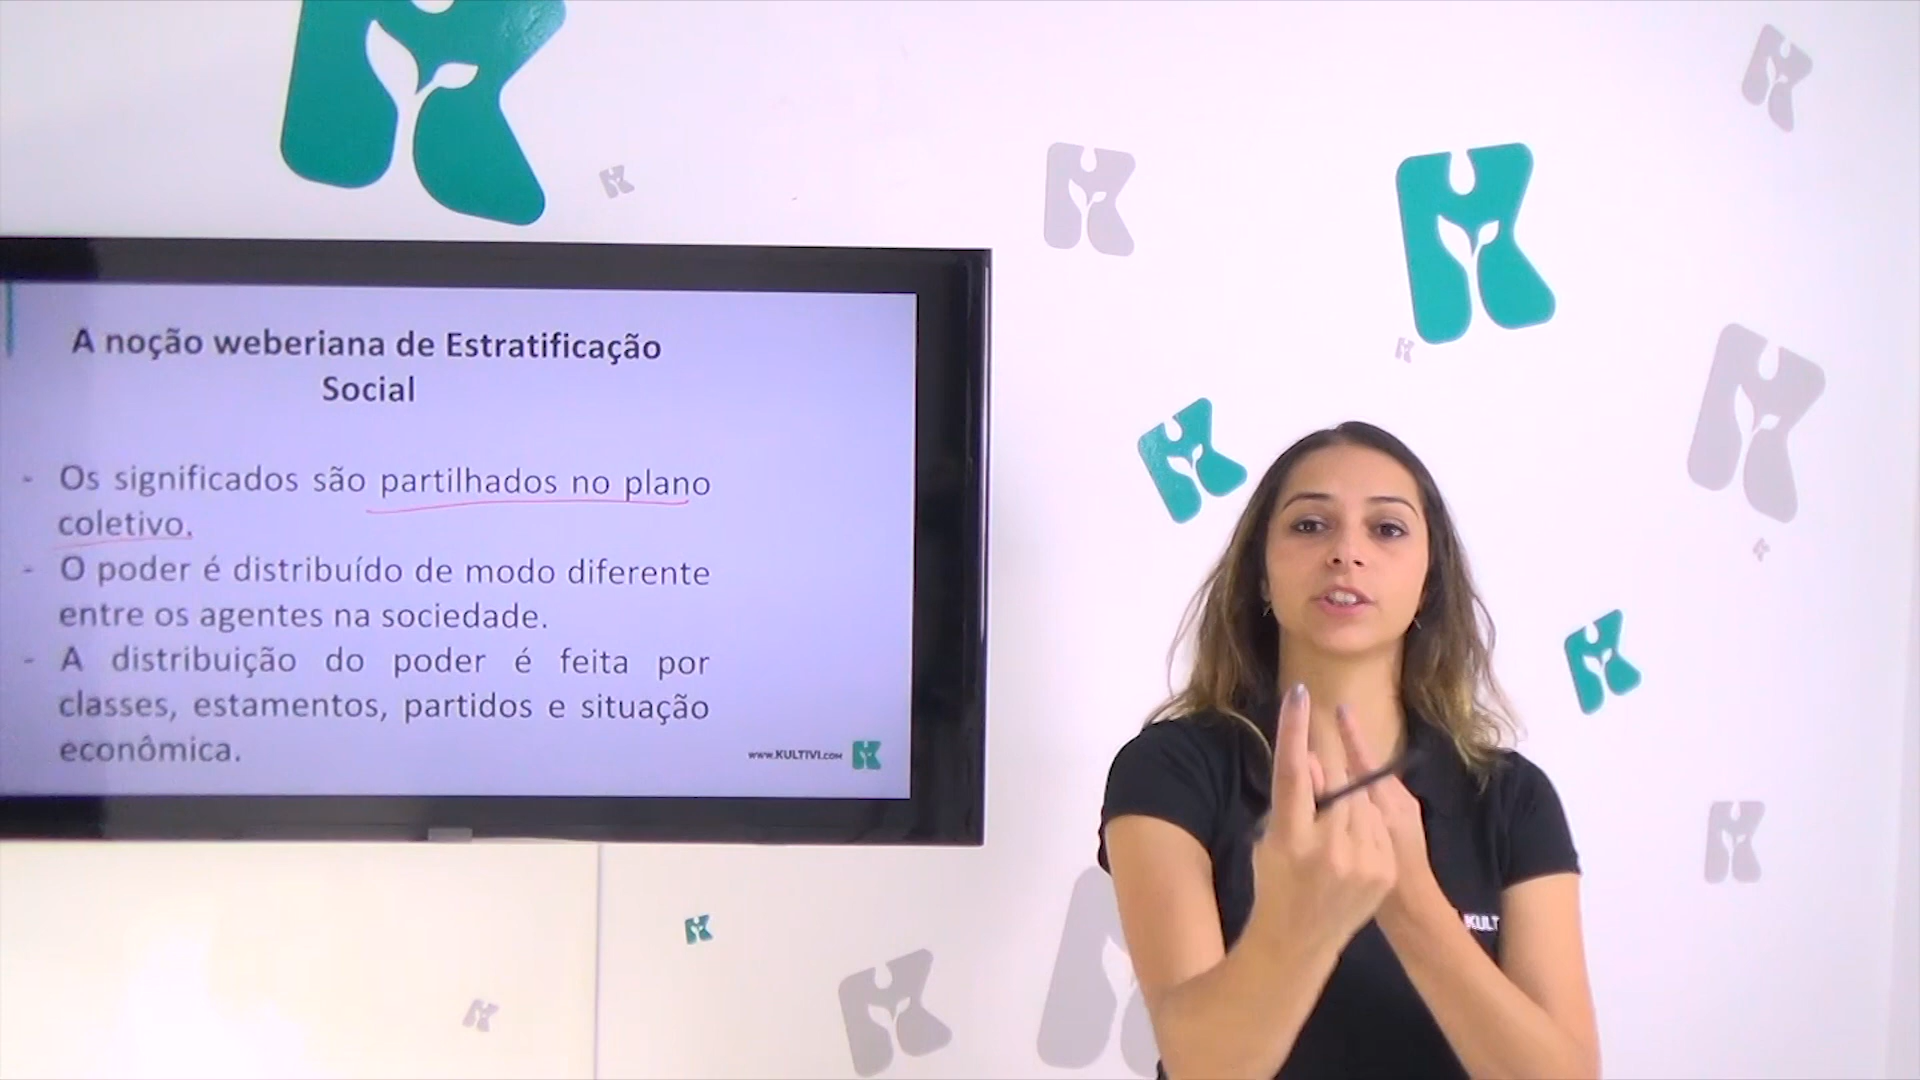 A noção weberiana de Estratificação
Social
- Os significados são partilhados no plano
coletivo.
- O poder é distribuído de modo diferente
entre os agentes na sociedade.
- A distribuição do poder é feita por
classes, estamentos, partidos e situação
econômica.
www.KULTIVI.COM
KULT